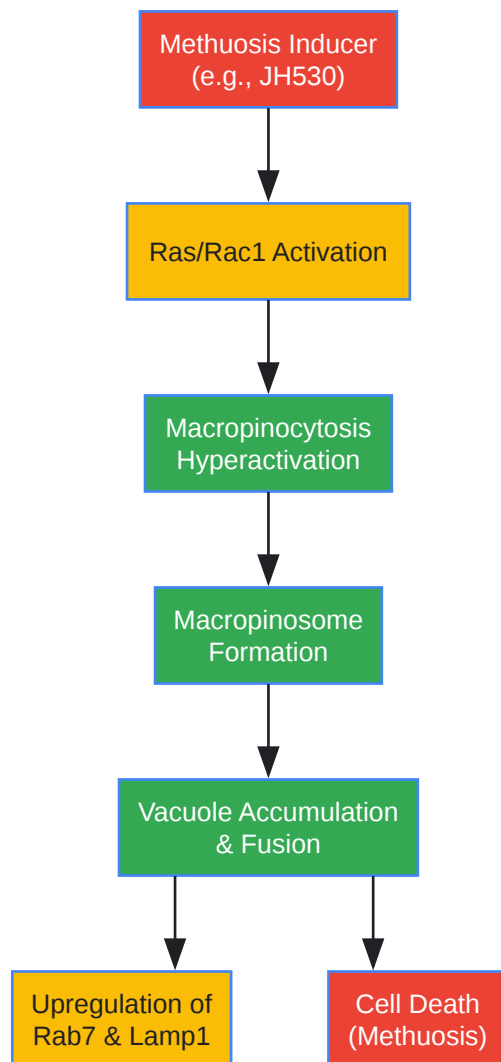 Methuosis Inducer
(e.g., JH530)
Ras/Rac1 Activation
Macropinocytosis
Hyperactivation
Macropinosome
Formation
Vacuole Accumulation
& Fusion
Upregulation of
Rab7 & Lamp1
Cell Death
(Methuosis)